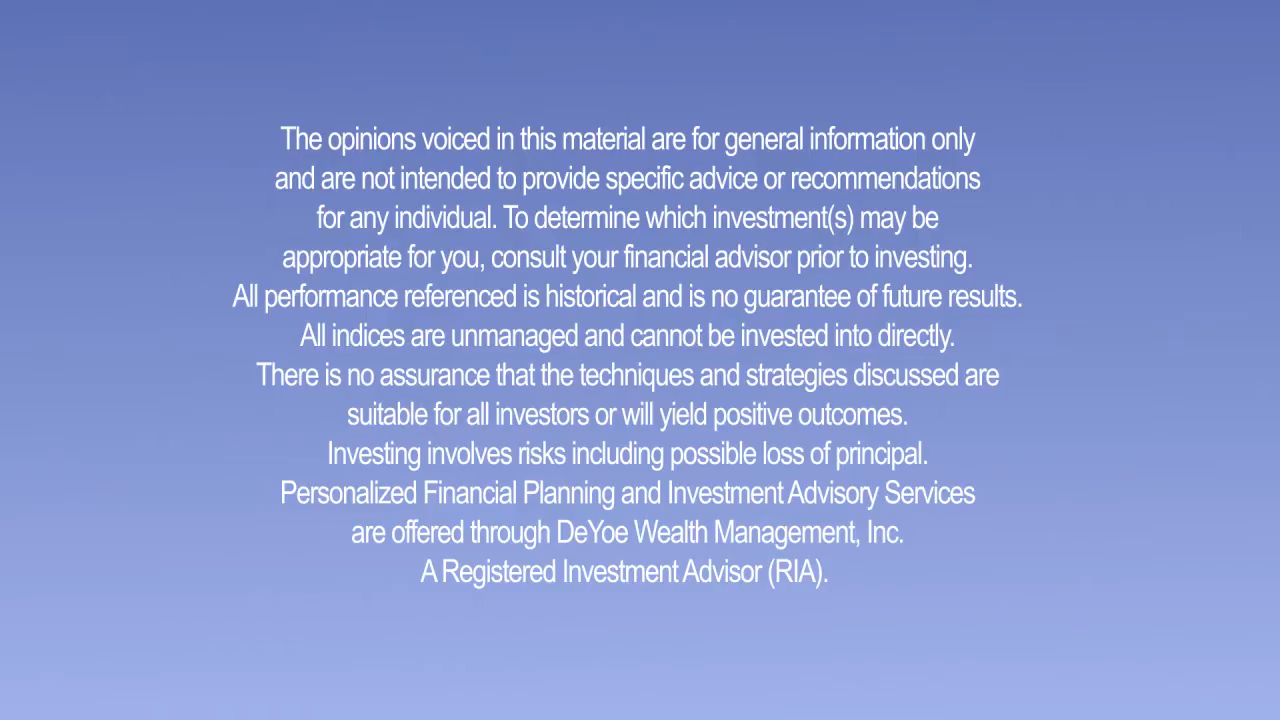 The opinions voiced in this material are for general information only
and are not intended to provide specific advice or recommendations
for any individual. To determine which investment(s) may be
appropriate for you, consult your financial advisor prior to investing.
All performance referenced is historical and is no guarantee of future results.
All indices are unmanaged and cannot be invested into directly.
There is no assurance that the techniques and strategies discussed are
suitable for all investors or will yield positive outcomes.
Investing involves risks including possible loss of principal.
Personalized Financial Planning and Investment Advisory Services
are offered through DeYoe Wealth Management, Inc.
A Registered Investment Advisor (RIA).